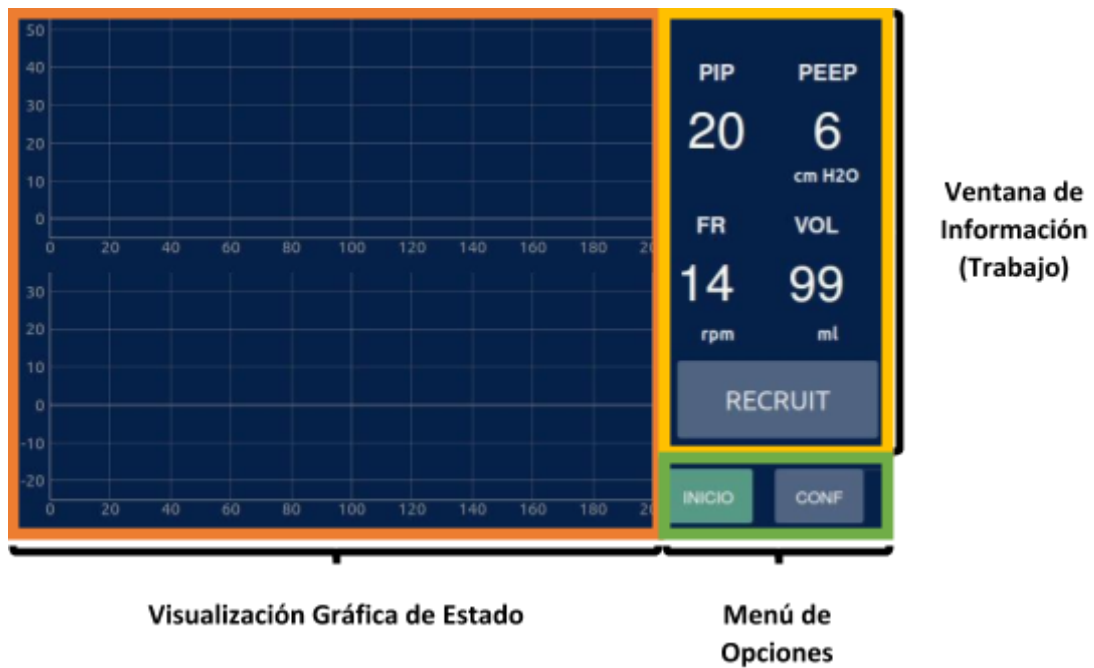 50
40
30
20
10
0
0 20 40 60 80 100 120 140 160 180 20
30
20
10
0
-10
-20
0 20 40 60 80 100 120 140 160 180 20
PIP PEEP
20 6
cm H2O
FR VOL
14 99
rpm ml
RECRUIT
INICIO CONF
Ventana de
Información
(Trabajo)
Visualización Gráfica de Estado
Menú de
Opciones